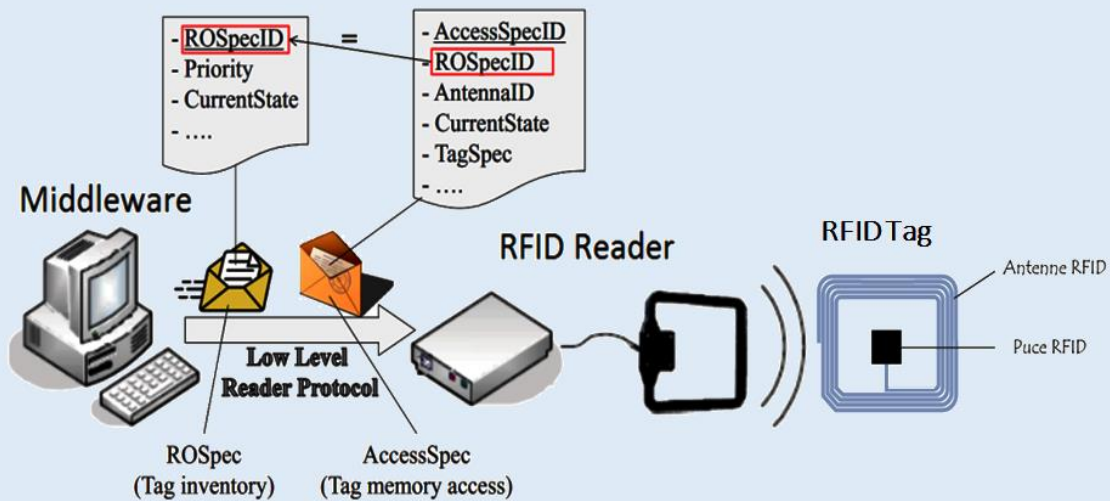 - ROSpecID
- Priority
- CurrentState
- ....
=
- AccessSpecID
- ROSpecID
- AntennaID
- CurrentState
- TagSpec
- ....
Middleware
RFID Reader
RFID Tag
Antenne RFID
Puce RFID
Low Level
Reader Protocol
ROSpec
(Tag inventory)
AccessSpec
(Tag memory access)